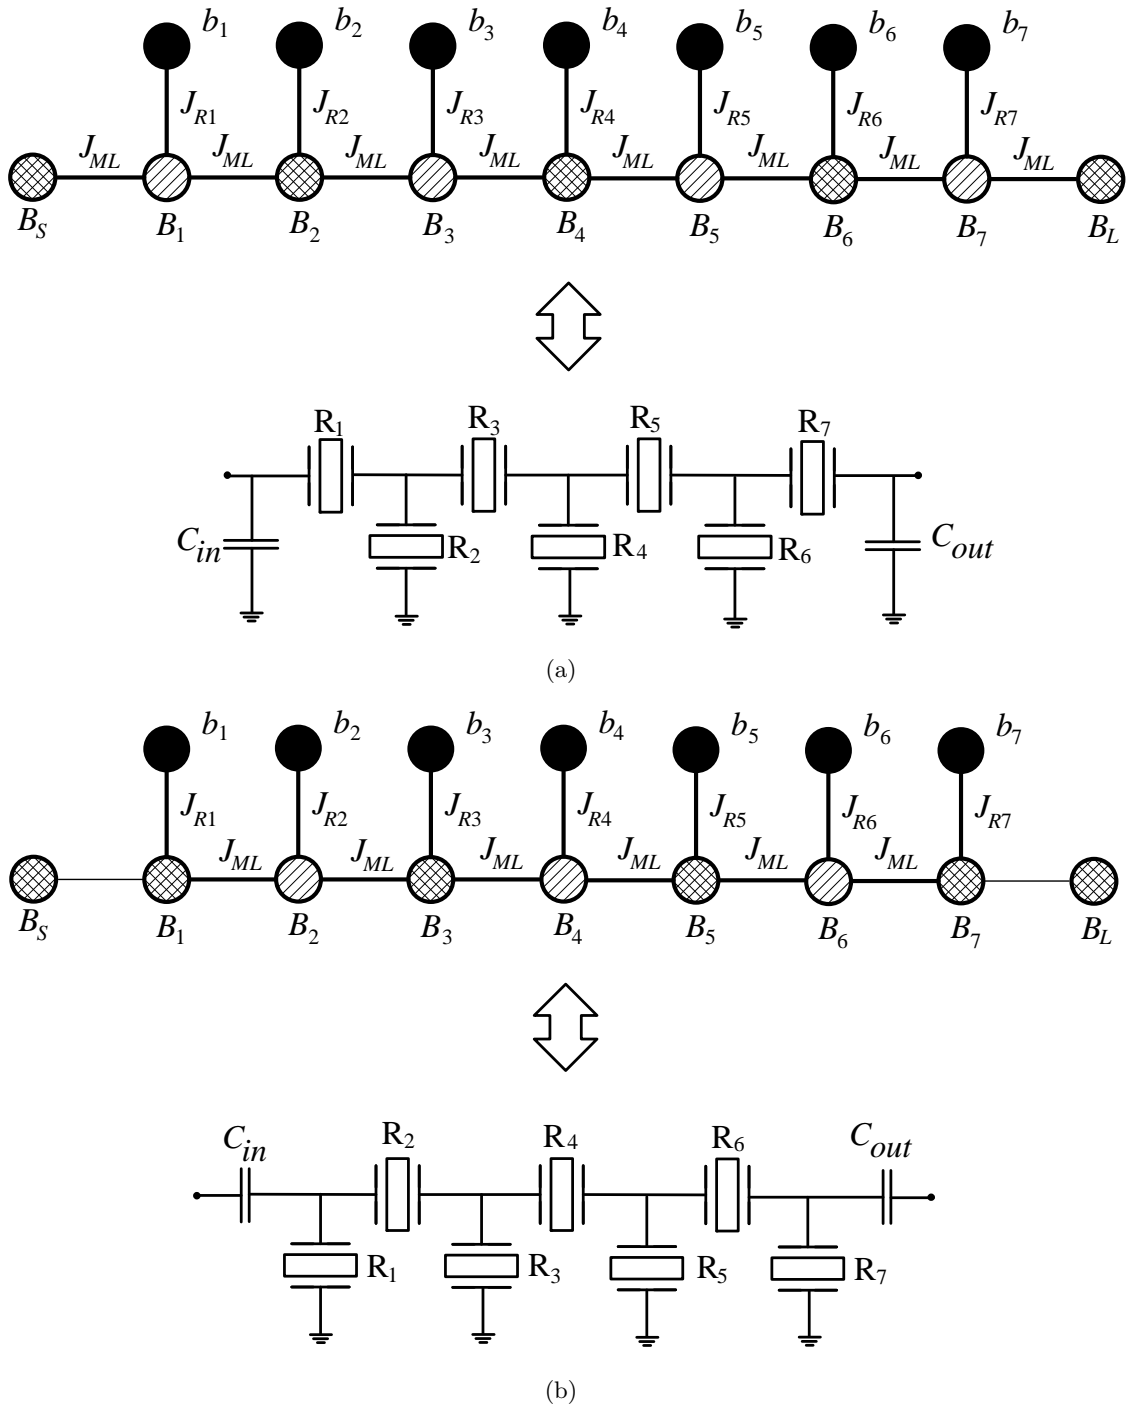 b1 b2 b3 b4 b5 b6 b7
JR1 JR2 JR3 JR4 JR5 JR6 JR7
JML JML JML JML JML JML JML JML
BS B1 B2 B3 B4 B5 B6 B7 BL
R1 R3 R5 R7
Cin R2 R4 R6 Cout
(a)
b1 b2 b3 b4 b5 b6 b7
JR1 JR2 JR3 JR4 JR5 JR6 JR7
JML JML JML JML JML JML
BS B1 B2 B3 B4 B5 B6 B7 BL
Cin R2 R4 R6 Cout
R1 R3 R5 R7
(b)